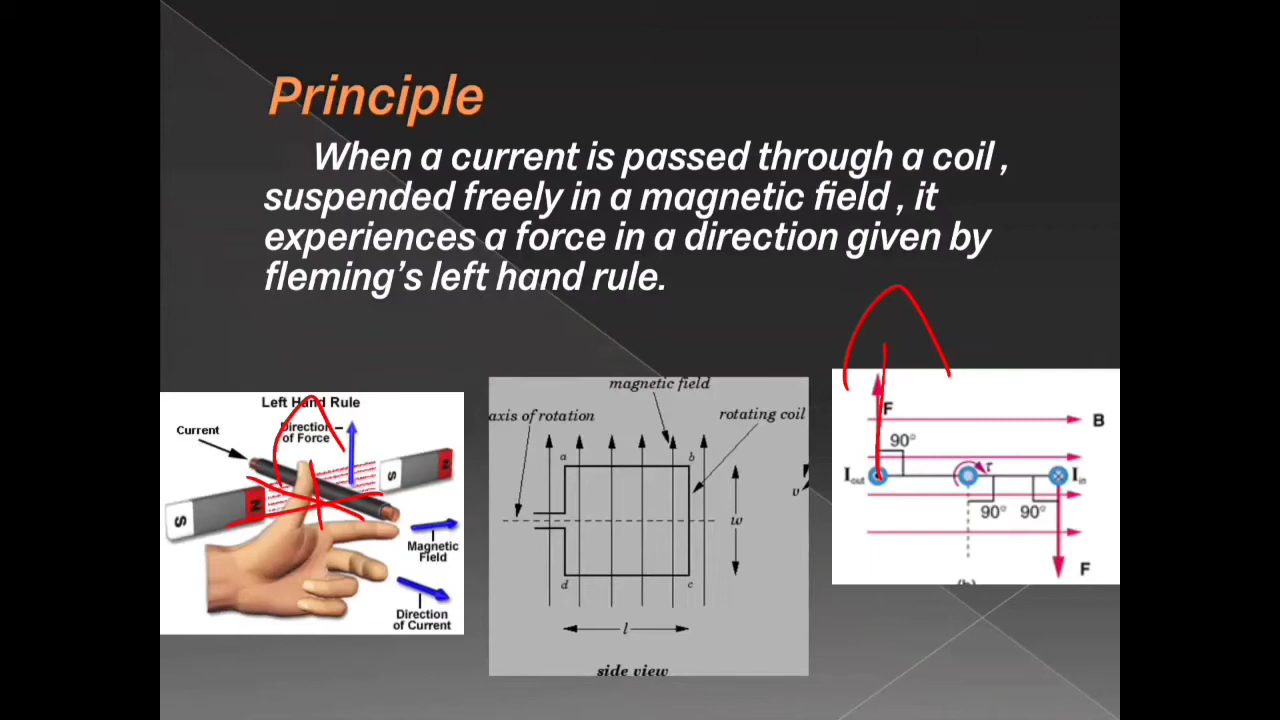 Principle
When a current is passed through a coil ,
suspended freely in a magnetic field , it
experiences a force in a direction given by
fleming's left hand rule.
Left Hand Rule
Current
Direction
of Force
S
N
S
N
Magnetic
Field
Direction
of Current
magnetic field
axis of rotation
rotating coil
a
b
w
d
c
l
side view
υ
F
B
90°
I out
τ
I in
90°
90°
F